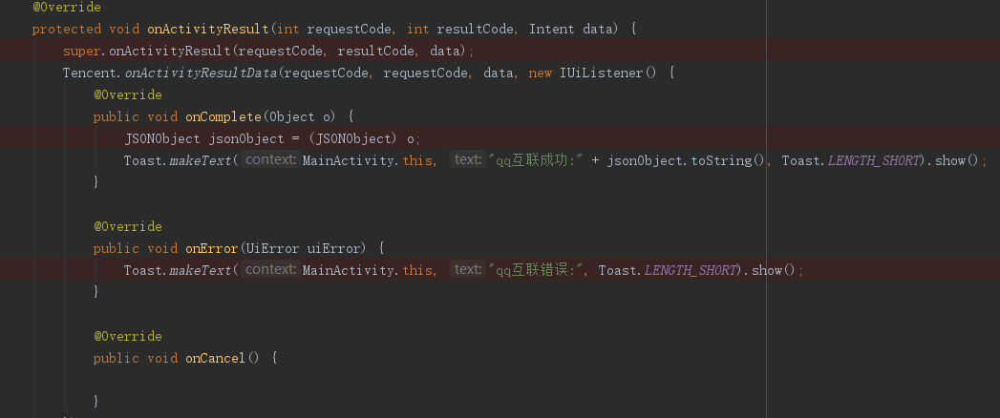 @Override
protected void onActivityResult(int requestCode, int resultCode, Intent data) {
super.onActivityResult(requestCode, resultCode, data);
Tencent.onActivityResultData(requestCode, requestCode, data, new IUiListener() {
@Override
public void onComplete(Object o) {
JSONObject jsonObject = (JSONObject) o;
Toast.makeText( context: MainActivity.this, text: "qq互联成功:" + jsonObject.toString(), Toast.LENGTH_SHORT).show();
}
@Override
public void onError(UiError uiError) {
Toast.makeText( context: MainActivity.this, text: "qq互联错误:", Toast.LENGTH_SHORT).show();
}
@Override
public void onCancel() {
}